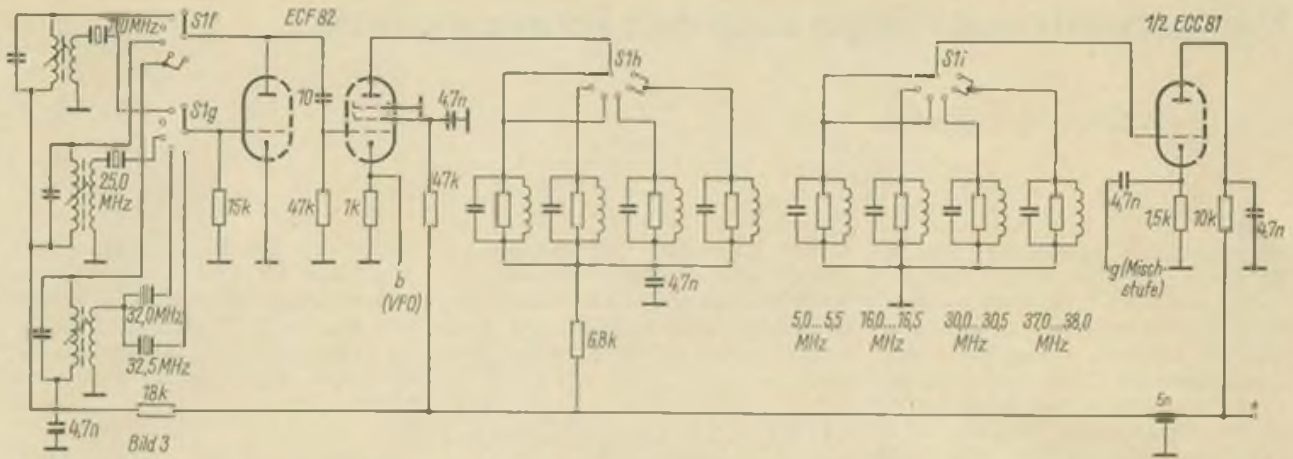 S1f
ECF 82
S1h
S1i
1/2 ECC 81
S1g
10
4,7n
25,0
MHz
15k
47k
1k
47k
4,7n
1,5k
10k
4,7n
b
(VFO)
4,7n
g (Misch-
stufe)
32,0 MHz
32,5 MHz
6,8k
5,0...5,5
MHz
16,0...16,5
MHz
30,0...30,5
MHz
37,0...38,0
MHz
18k
4,7n
5n
+
Bild 3